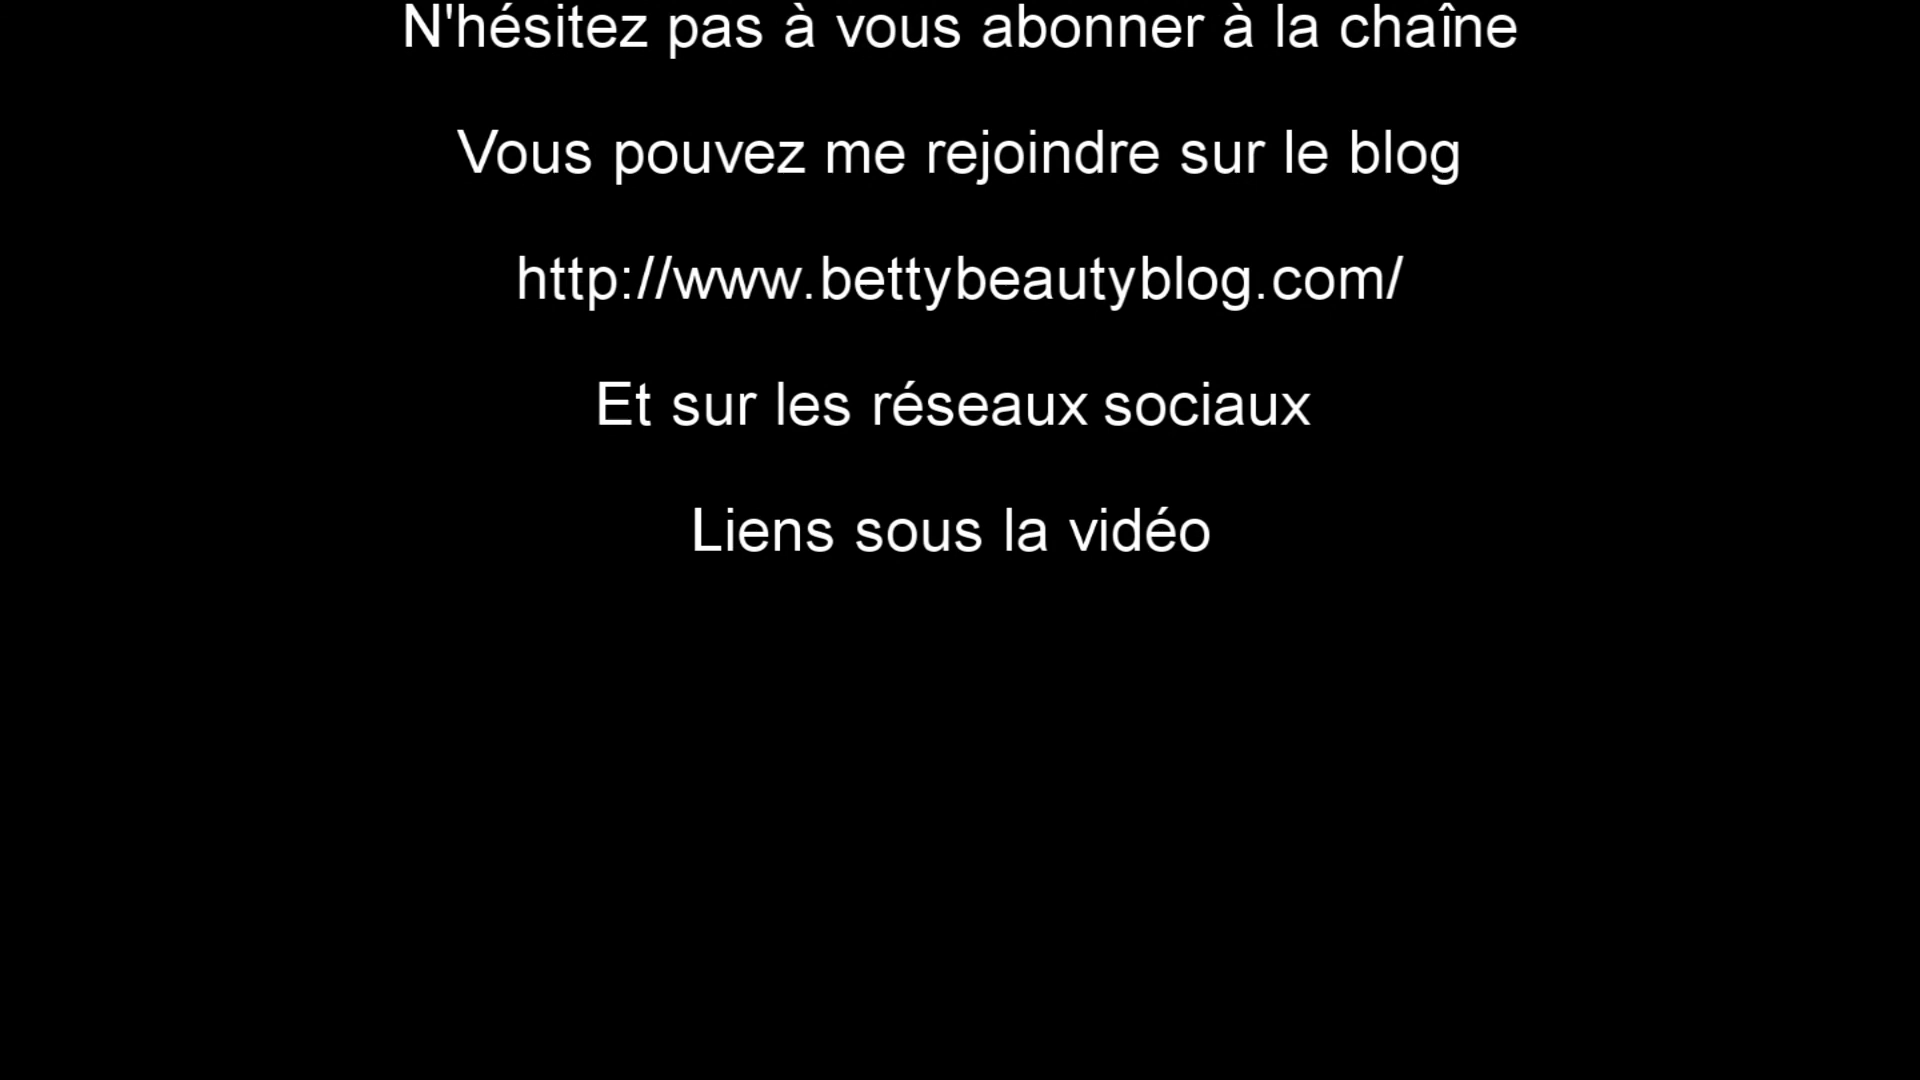 N'hésitez pas à vous abonner à la chaîne
Vous pouvez me rejoindre sur le blog
http://www.bettybeautyblog.com/
Et sur les réseaux sociaux
Liens sous la vidéo